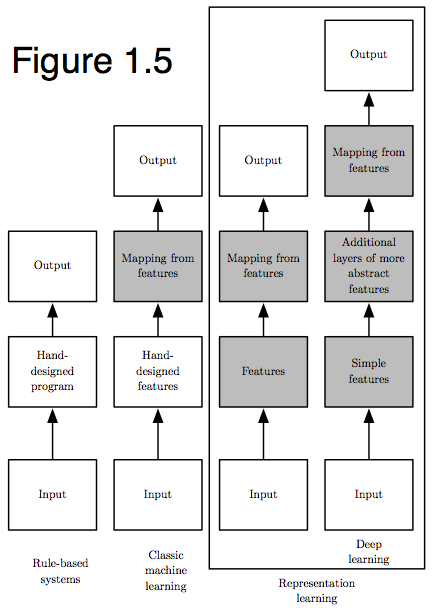 Figure 1.5
Output
Mapping from
features
Additional
layers of more
abstract
features
Simple
features
Input
Deep
learning
Output
Mapping from
features
Features
Input
Representation
learning
Output
Mapping from
features
Hand-
designed
features
Input
Classic
machine
learning
Output
Hand-
designed
program
Input
Rule-based
systems